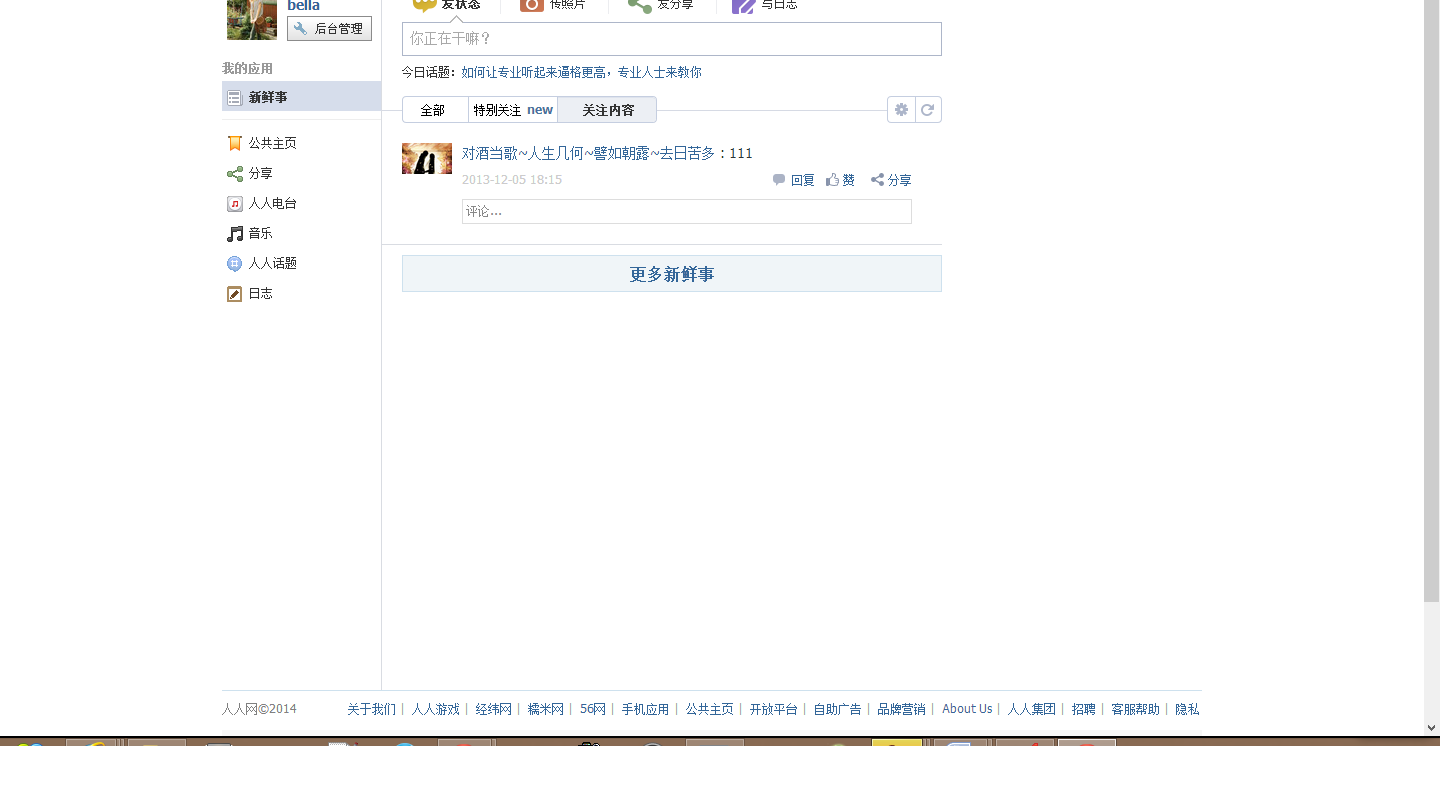 bella
发状态 传照片 发分享 写日志
后台管理
你正在干嘛？
我的应用
今日话题：如何让专业听起来逼格更高，专业人士来教你
新鲜事
全部 特别关注 new 关注内容
公共主页
对酒当歌~人生几何~譬如朝露~去日苦多：111
分享
2013-12-05 18:15 回复 赞 分享
人人电台
评论...
音乐
人人话题
更多新鲜事
日志
人人网©2014 关于我们 | 人人游戏 | 经纬网 | 糯米网 | 56网 | 手机应用 | 公共主页 | 开放平台 | 自助广告 | 品牌营销 | About Us | 人人集团 | 招聘 | 客服帮助 | 隐私